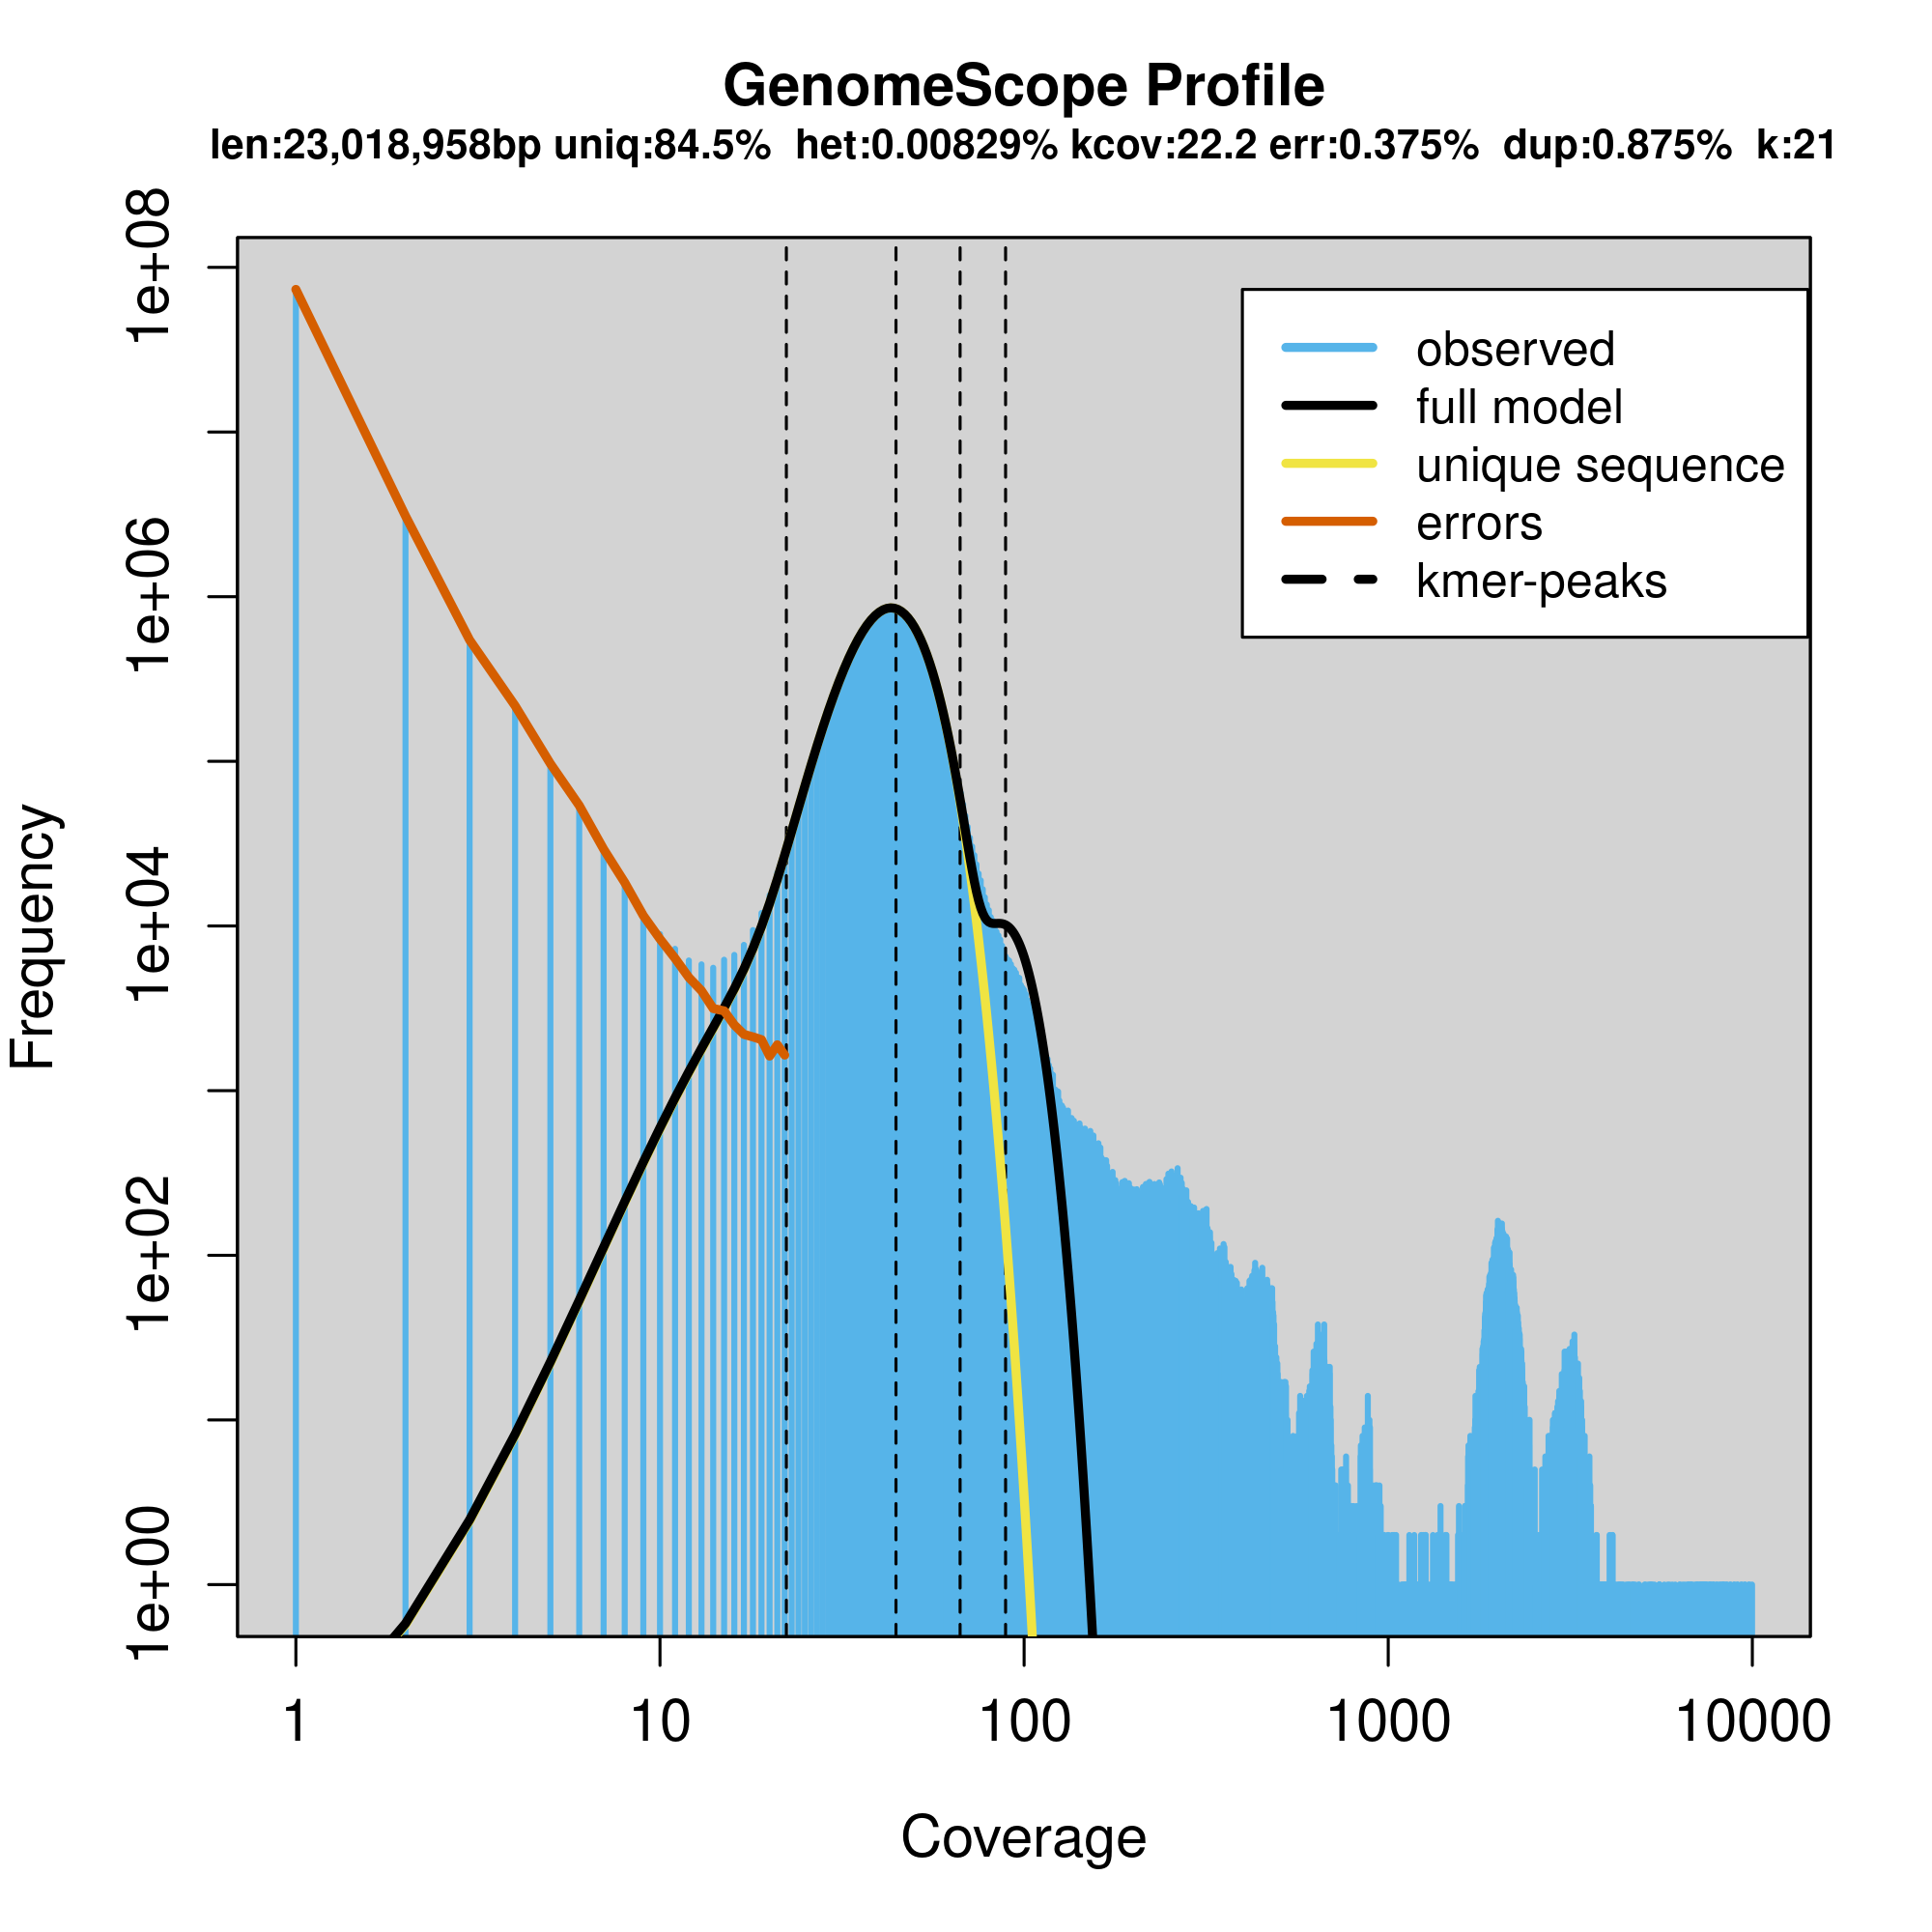 GenomeScope Profile
len:23,018,958bp uniq:84.5% het:0.00829% kcov:22.2 err:0.375% dup:0.875% k:21
1e+08
1e+06
1e+04
1e+02
1e+00
Frequency
observed
full model
unique sequence
errors
kmer-peaks
1 10 100 1000 10000
Coverage